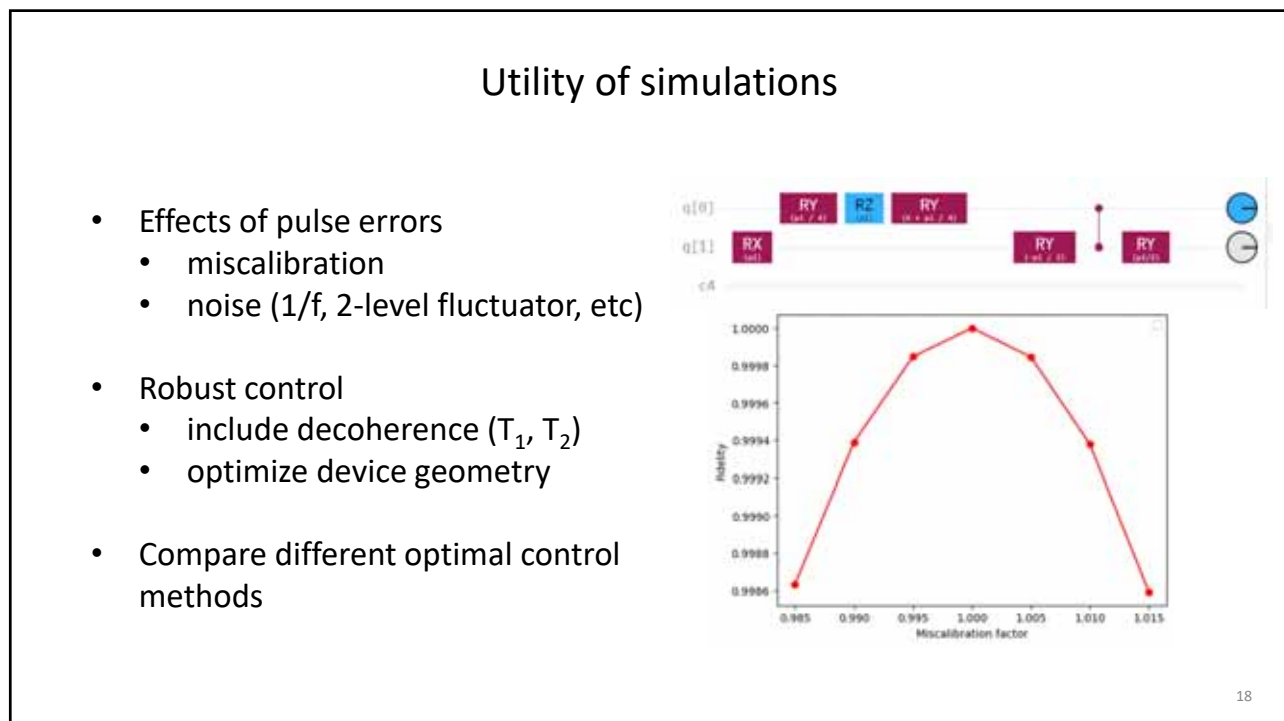 Utility of simulations
• Effects of pulse errors
• miscalibration
• noise (1/f, 2-level fluctuator, etc)
• Robust control
• include decoherence (T₁, T₂)
• optimize device geometry
• Compare different optimal control
methods
q[0]
RY
(pi / 4)
RZ
RY
q[1]
RX
RY
RY
c4
1.0000
0.9998
0.9996
0.9994
0.9992
0.9990
0.9988
0.9986
Fidelity
0.985 0.990 0.995 1.000 1.005 1.010 1.015
Miscalibration factor
18